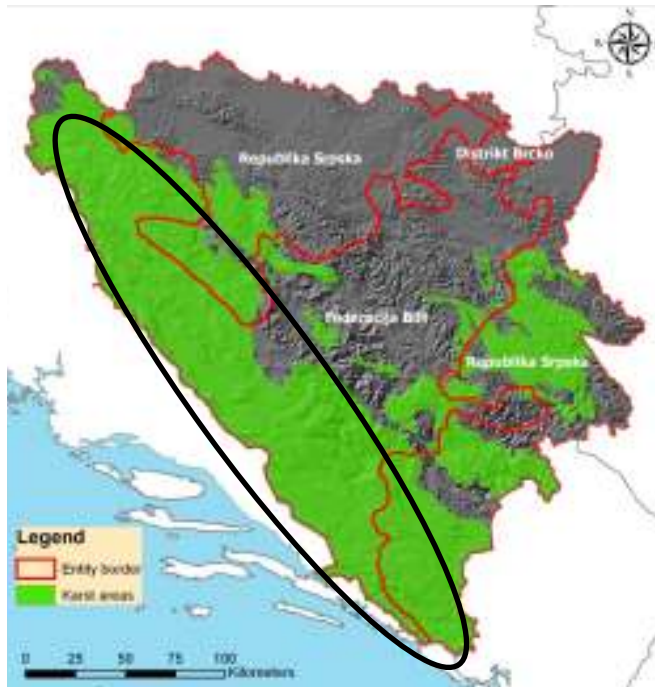 Republika Srpska
Distrikt Brcko
Federacija BiH
Republika Srpska
Legend
Entity border
Karst areas
0 25 50 75 100
Kilometers